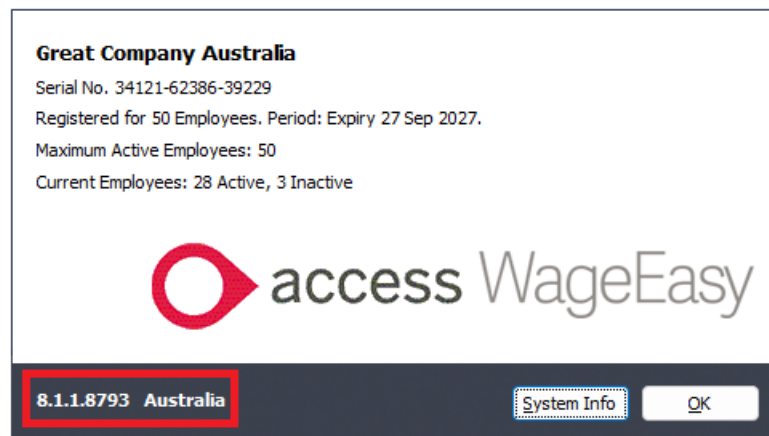 Great Company Australia
Serial No. 34121-62386-39229
Registered for 50 Employees. Period: Expiry 27 Sep 2027.
Maximum Active Employees: 50
Current Employees: 28 Active, 3 Inactive
access WageEasy
8.1.1.8793 Australia
System Info
OK